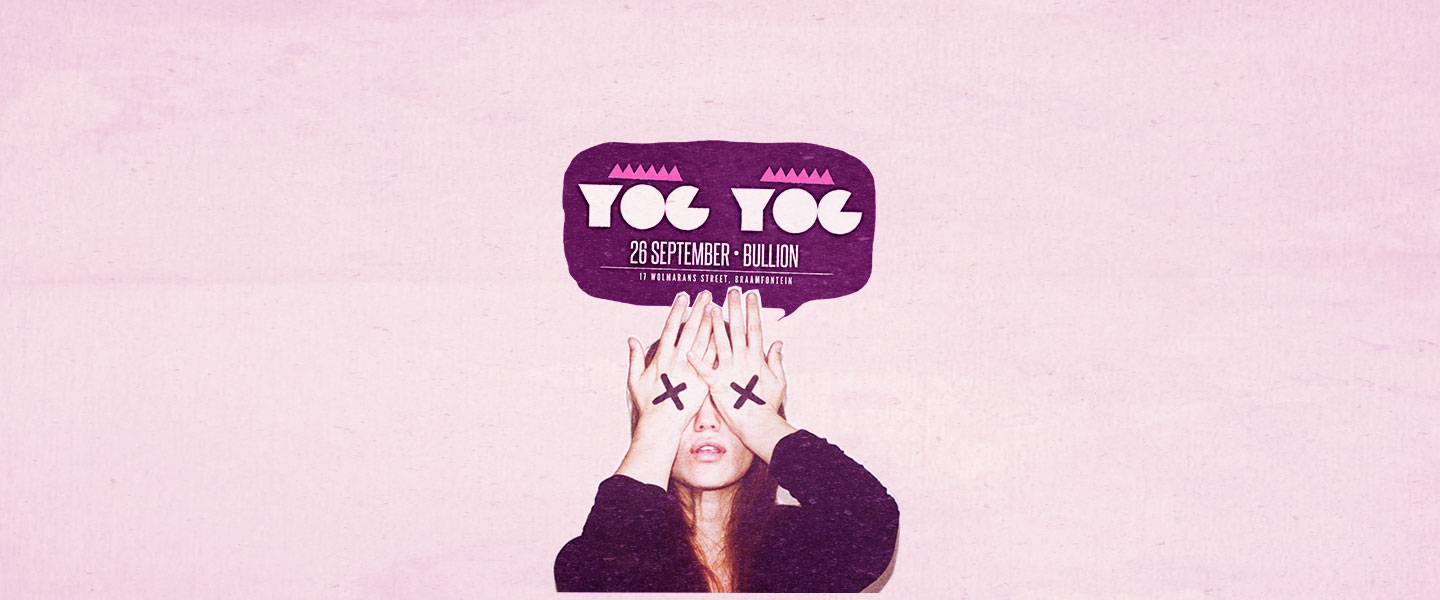 YOG YOG
26 SEPTEMBER • BULLION
17 WOLMARANS STREET, BRAAMFONTEIN
X X